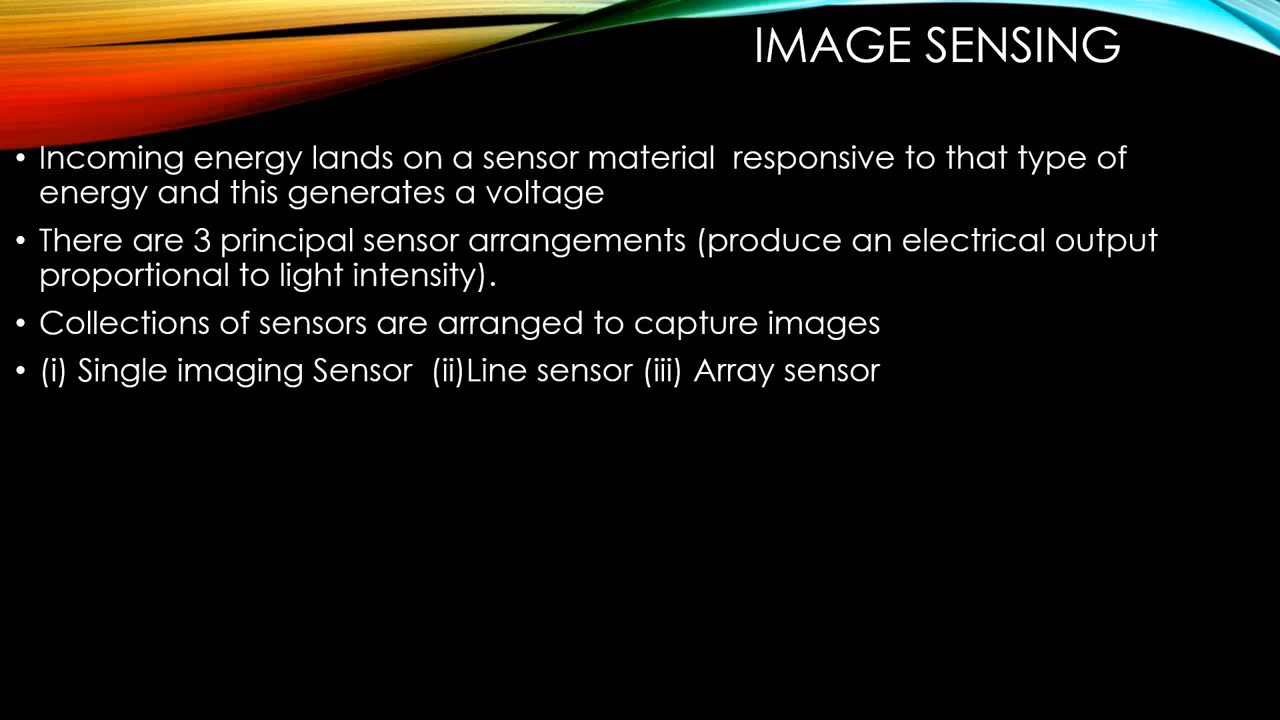 IMAGE SENSING
• Incoming energy lands on a sensor material  responsive to that type of
energy and this generates a voltage
• There are 3 principal sensor arrangements (produce an electrical output
proportional to light intensity).
• Collections of sensors are arranged to capture images
• (i) Single imaging Sensor  (ii)Line sensor (iii) Array sensor